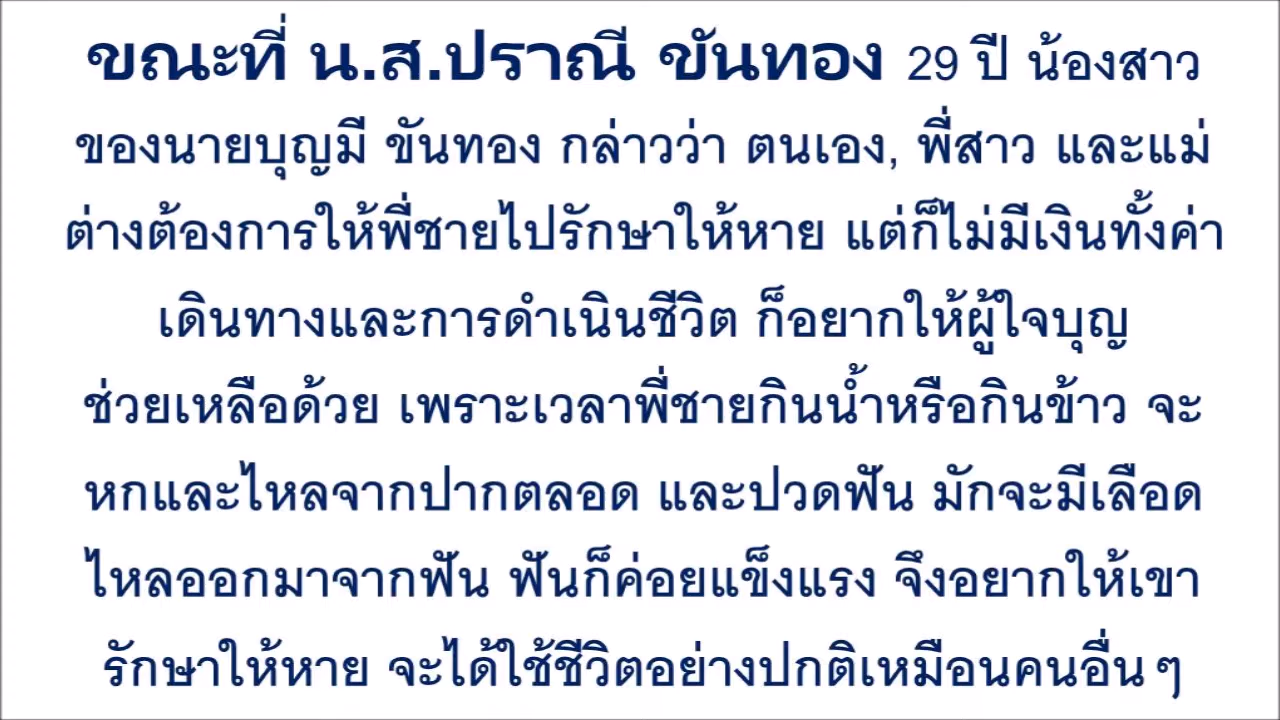 ขณะที่ น.ส.ปราณี ขันทอง 29 ปี น้องสาว
ของนายบุญมี ขันทอง กล่าวว่า ตนเอง, พี่สาว และแม่
ต่างต้องการให้พี่ชายไปรักษาให้หาย แต่ก็ไม่มีเงินทั้งค่า
เดินทางและการดำเนินชีวิต ก็อยากให้ผู้ใจบุญ
ช่วยเหลือด้วย เพราะเวลาพี่ชายกินน้ำหรือกินข้าว จะ
หกและไหลจากปากตลอด และปวดฟัน มักจะมีเลือด
ไหลออกมาจากฟัน ฟันก็ค่อยแข็งแรง จึงอยากให้เขา
รักษาให้หาย จะได้ใช้ชีวิตอย่างปกติเหมือนคนอื่นๆ